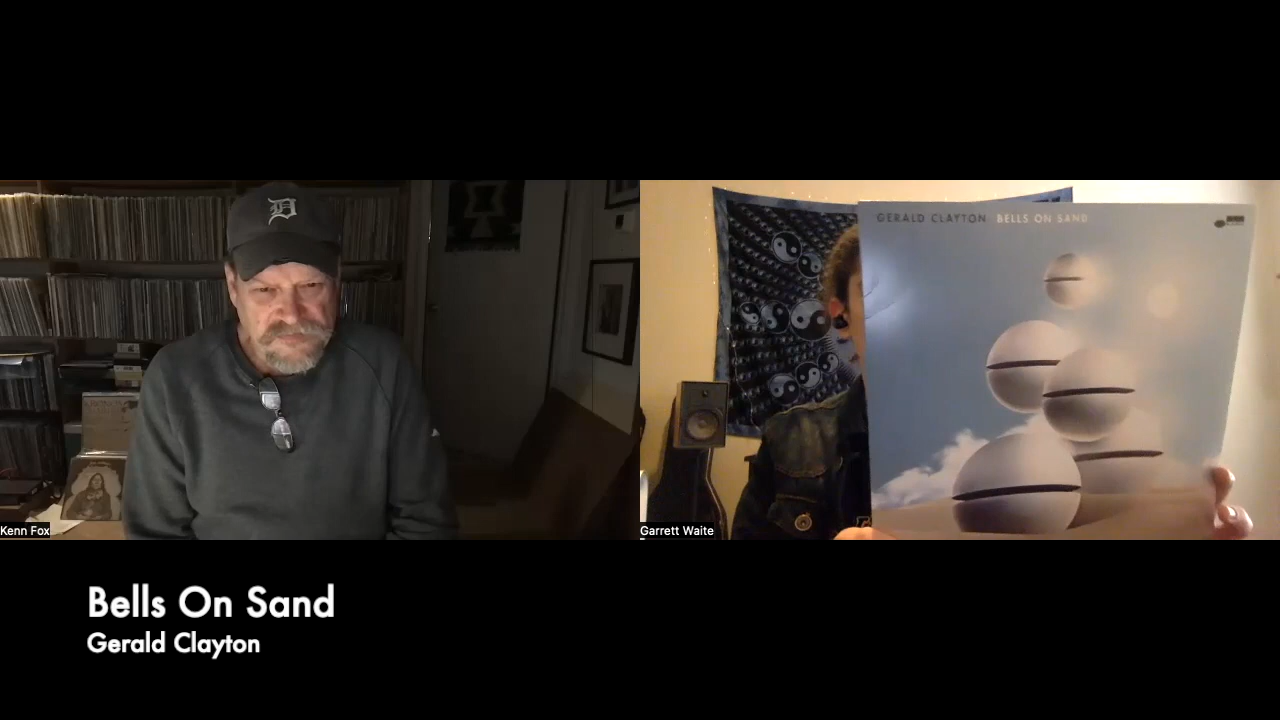 D
GERALD CLAYTON BELLS ON SAND
Kenn Fox
Garrett Waite
Bells On Sand
Gerald Clayton